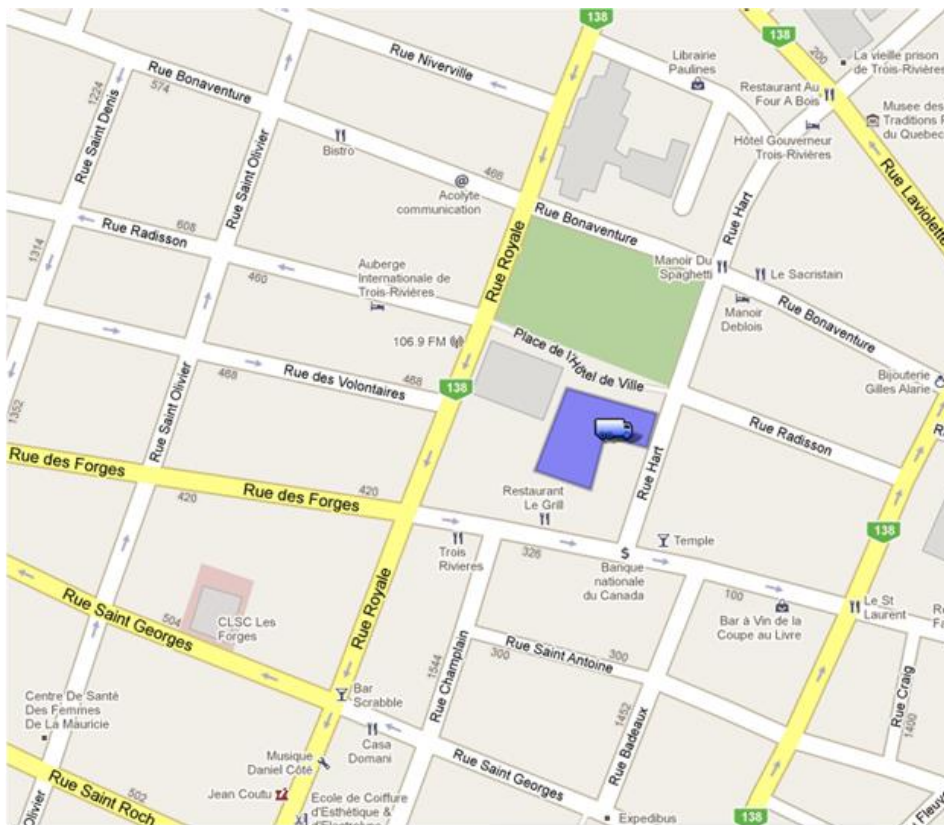 138
Rue Niverville
138
200
La vieille prison
de Trois-Rivières
Librairie
Paulines
Rue Bonaventure
574
1224
Rue Saint Denis
Rue Saint Olivier
Restaurant Au
Four A Bois
Musee des
Traditions
du Quebec
Hôtel Gouverneur
Trois-Rivières
Bistro
468
@
Acolyte
communication
Rue Laviolette
Rue Bonaventure
Rue Hart
608
Rue Radisson
1314
460
Auberge
Internationale de
Trois-Rivières
Rue Royale
Manoir Du
Spaghetti
Le Sacristain
Manoir
Deblois
Rue Bonaventure
106.9 FM
Place de l'Hôtel de Ville
Bijouterie
Gilles Alarie
468
Rue des Volontaires
468
138
1352
Rue Saint Olivier
Rue Radisson
Rue Hart
Rue des Forges
Rue des Forges
420
420
Restaurant
Le Grill
138
Trois
Rivieres
326
$
Banque
nationale
du Canada
Temple
100
Bar à Vin de la
Coupe au Livre
Le St
Laurent
Rue Saint Georges
504
CLSC Les
Forges
Rue Royale
Rue Champlain
1544
300
Rue Saint Antoine
300
Rue Craig
1400
Bar
Scrabble
Centre De Santé
Des Femmes
De La Mauricie
Casa
Domani
1452
Rue Badeaux
Musique
Daniel Côté
Rue Saint Georges
Rue Saint Roch
502
Jean Coutu
Ecole de Coiffure
d'Esthétique &
Expedibus
138
Olivier